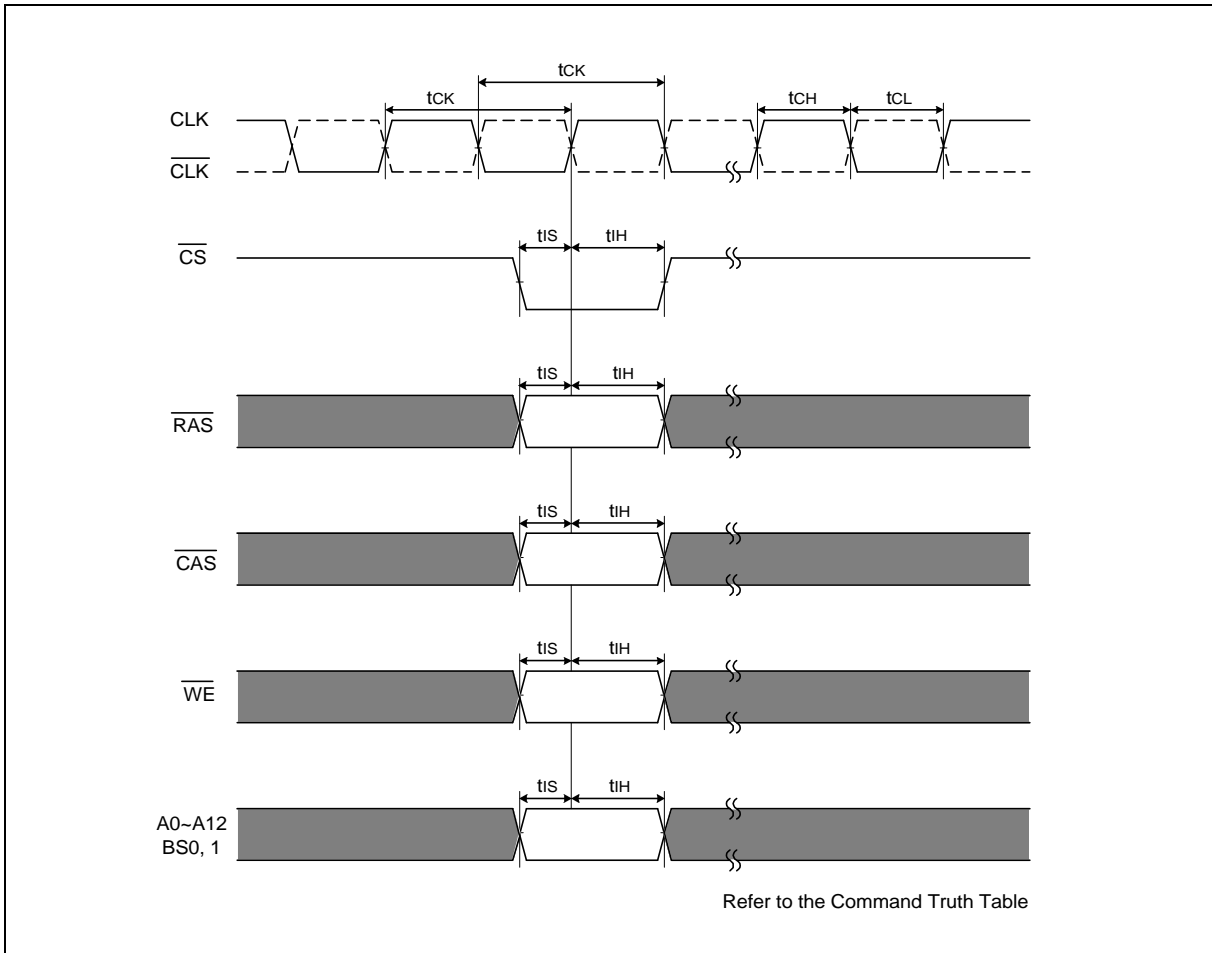 tCK
tCK
tCH
tCL
CLK
CLK
tIS
tIH
CS
tIS
tIH
RAS
tIS
tIH
CAS
tIS
tIH
WE
tIS
tIH
A0~A12
BS0, 1
Refer to the Command Truth Table